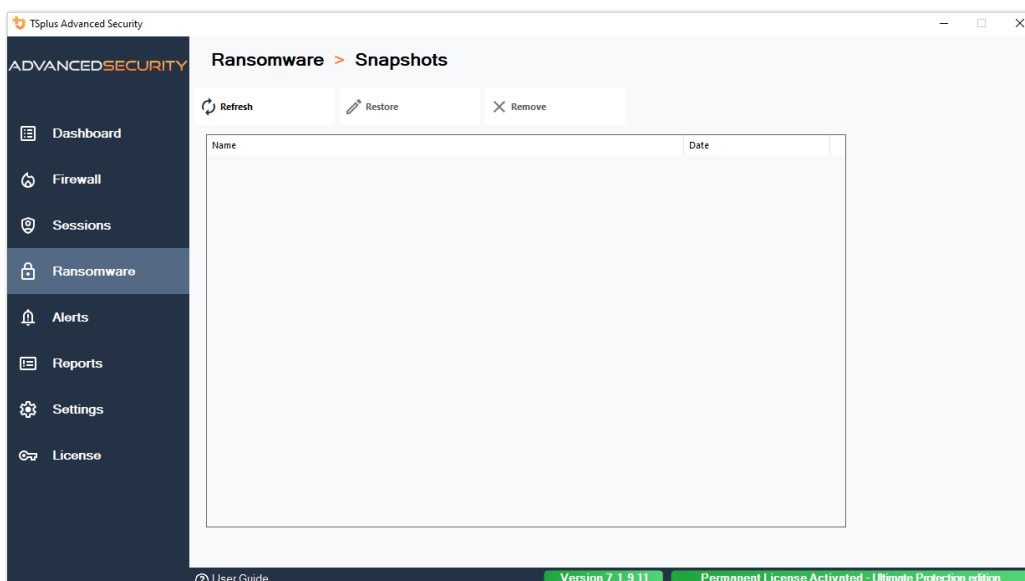 TSplus Advanced Security
ADVANCEDSECURITY
Ransomware > Snapshots
Refresh
Restore
Remove
Name
Date
Dashboard
Firewall
Sessions
Ransomware
Alerts
Reports
Settings
License
User Guide
Version 7.1.9.11
Permanent License Activated - Ultimate Protection edition